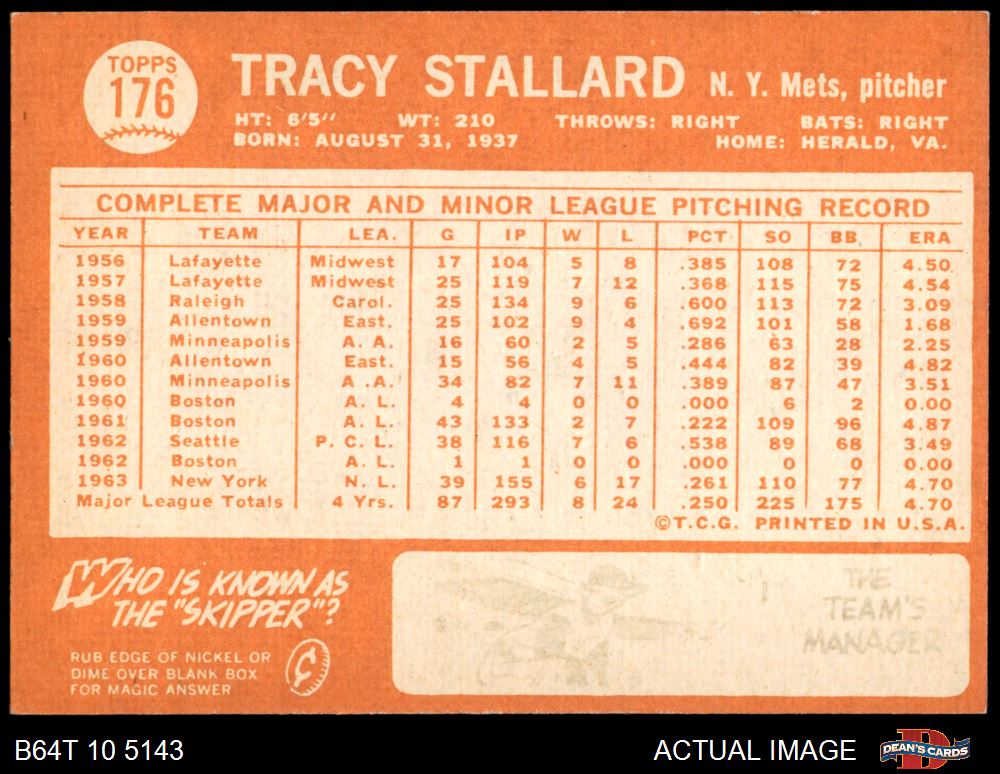 TOPPS
176
TRACY STALLARD N. Y. Mets, pitcher
HT: 6'5'' WT: 210 THROWS: RIGHT BATS: RIGHT
BORN: AUGUST 31, 1937 HOME: HERALD, VA.
COMPLETE MAJOR AND MINOR LEAGUE PITCHING RECORD
YEAR TEAM LEA. G IP W L PCT SO BB ERA
1956 Lafayette Midwest 17 104 5 8 .385 108 72 4.50
1957 Lafayette Midwest 25 119 7 12 .368 115 75 4.54
1958 Raleigh Carol. 25 134 9 6 .600 113 72 3.09
1959 Allentown East. 25 102 9 4 .692 101 58 1.68
1959 Minneapolis A. A. 16 60 2 5 .286 63 28 2.25
1960 Allentown East. 15 56 4 5 .444 82 39 4.82
1960 Minneapolis A .A. 34 82 7 11 .389 87 47 3.51
1960 Boston A. L. 4 4 0 0 .000 6 2 0.00
1961 Boston A. L. 43 133 2 7 .222 109 96 4.87
1962 Seattle P. C. L. 38 116 7 6 .538 89 68 3.49
1962 Boston A. L. 1 1 0 0 .000 0 0 0.00
1963 New York N. L. 39 155 6 17 .261 110 77 4.70
Major League Totals 4 Yrs. 87 293 8 24 .250 225 175 4.70
©T.C.G. PRINTED IN U.S.A.
WHO IS KNOWN AS
THE "SKIPPER"?
RUB EDGE OF NICKEL OR
DIME OVER BLANK BOX
FOR MAGIC ANSWER
¢
THE
TEAM'S
MANAGER
B64T 10 5143 ACTUAL IMAGE DEAN'S CARDS